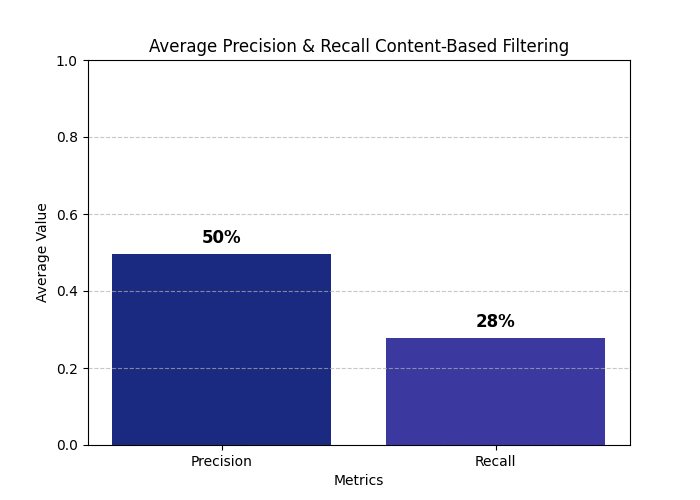 Average Precision & Recall Content-Based Filtering
1.0
0.8
0.6
0.4
0.2
0.0
Average Value
50%
28%
Precision
Recall
Metrics